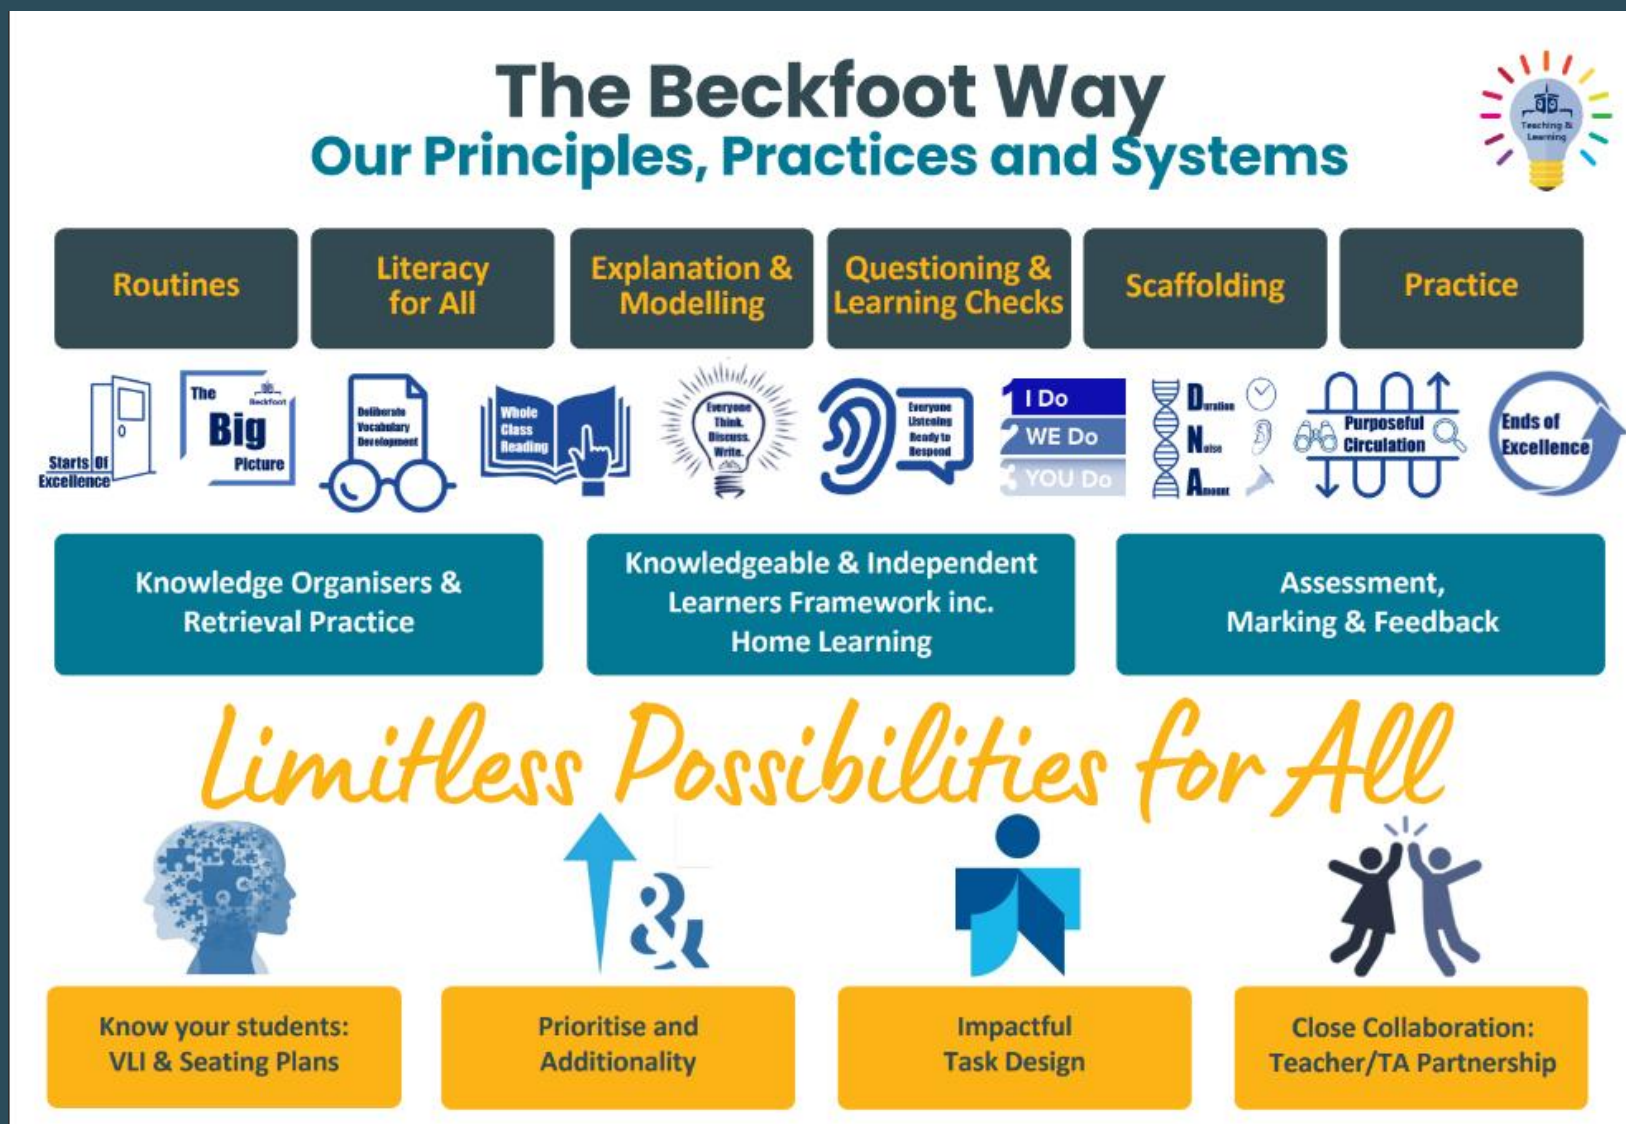 The Beckfoot Way
Our Principles, Practices and Systems
Teaching &
Learning
Routines
Literacy
for All
Explanation &
Modelling
Questioning &
Learning Checks
Scaffolding
Practice
Starts Of
Excellence
The
Beckfoot
Big
Picture
Deliberate
Vocabulary
Development
Whole
Class
Reading
Everyone
Think.
Discuss.
Write.
Everyone
Listening
Ready to
Respond
1 I Do
2 WE Do
3 YOU Do
Duration
Noise
Amount
Purposeful
Circulation
Ends of
Excellence
Knowledge Organisers &
Retrieval Practice
Knowledgeable & Independent
Learners Framework inc.
Home Learning
Assessment,
Marking & Feedback
Limitless Possibilities for All
&
Know your students:
VLI & Seating Plans
Prioritise and
Additionality
Impactful
Task Design
Close Collaboration:
Teacher/TA Partnership